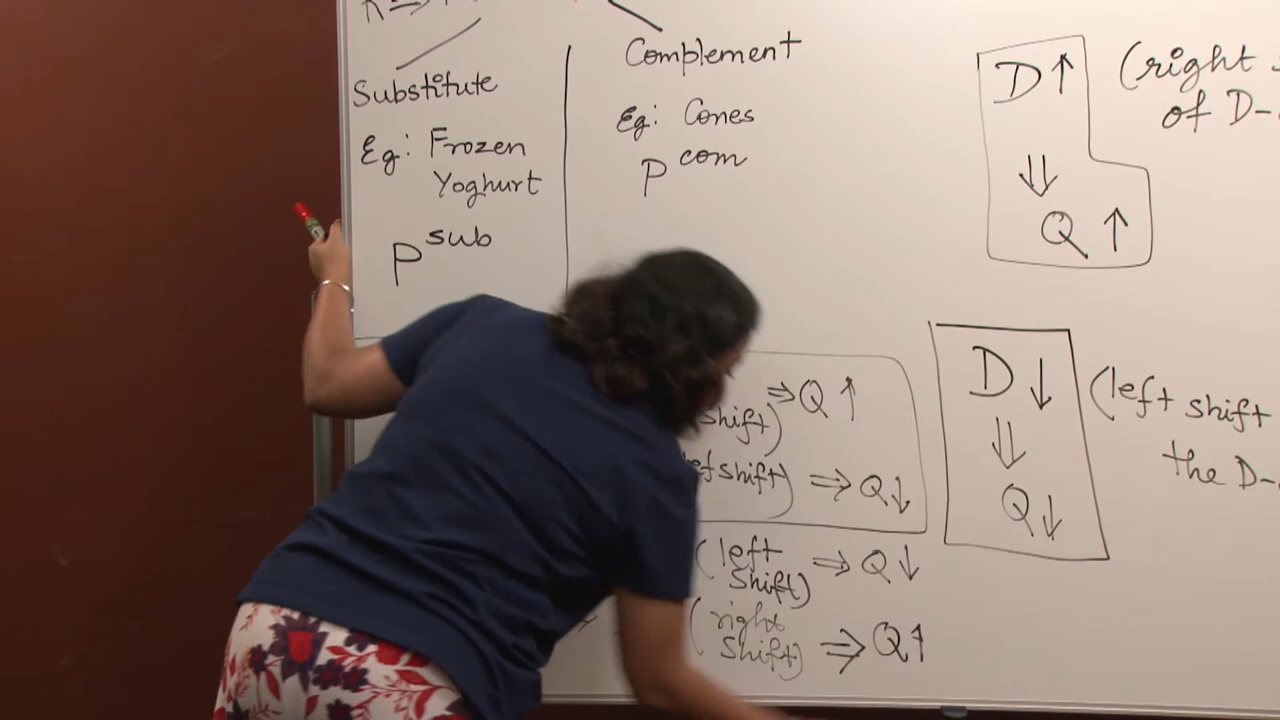 Substitute
Eg: Frozen
Yoghurt
P sub
Complement
Eg: Cones
P com
D ↑
⇓
Q ↑
(right
of D-
⇒ Q ↑
shift)
shift) ⇒ Q ↓
(left ⇒ Q ↓
shift)
(right
shift) ⇒ Q ↑
D ↓
⇓
Q ↓
(left shift
the D-